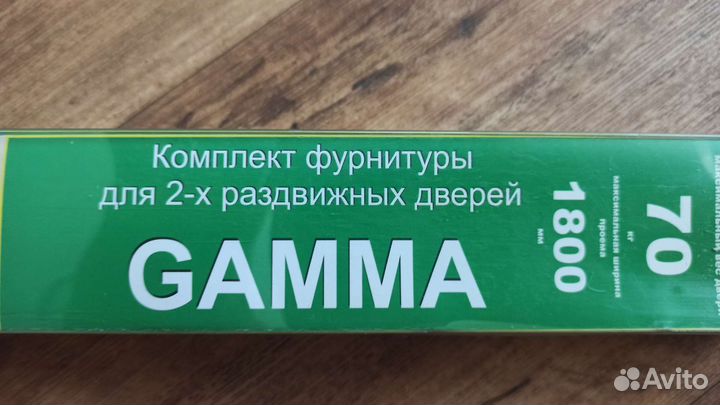 Комплект фурнитуры
для 2-х раздвижных дверей
GAMMA
максимальная ширина
проема
1800
мм
70
кг
Avito